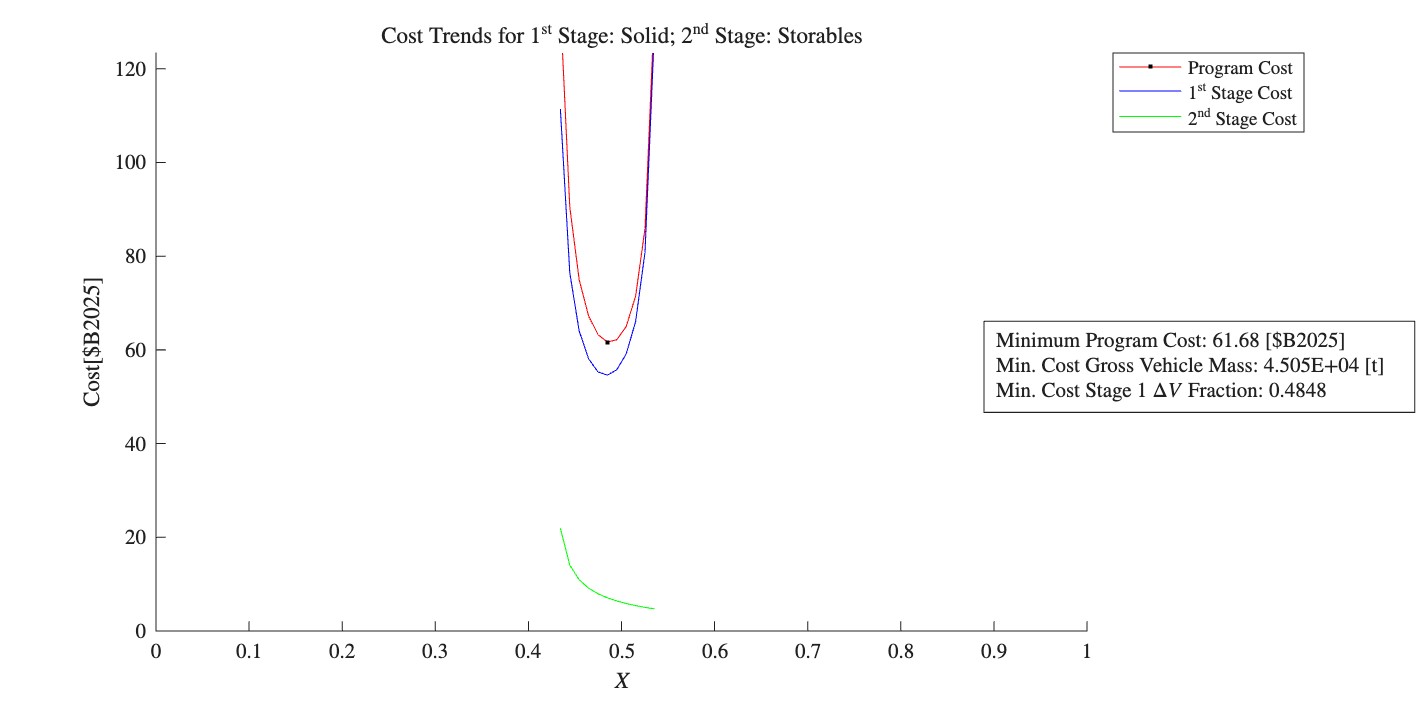 Cost Trends for 1st Stage: Solid; 2nd Stage: Storables
Program Cost
1st Stage Cost
2nd Stage Cost
120
100
80
60
40
20
0
Cost[$B2025]
Minimum Program Cost: 61.68 [$B2025]
Min. Cost Gross Vehicle Mass: 4.505E+04 [t]
Min. Cost Stage 1 ΔV Fraction: 0.4848
0 0.1 0.2 0.3 0.4 0.5 0.6 0.7 0.8 0.9 1
X